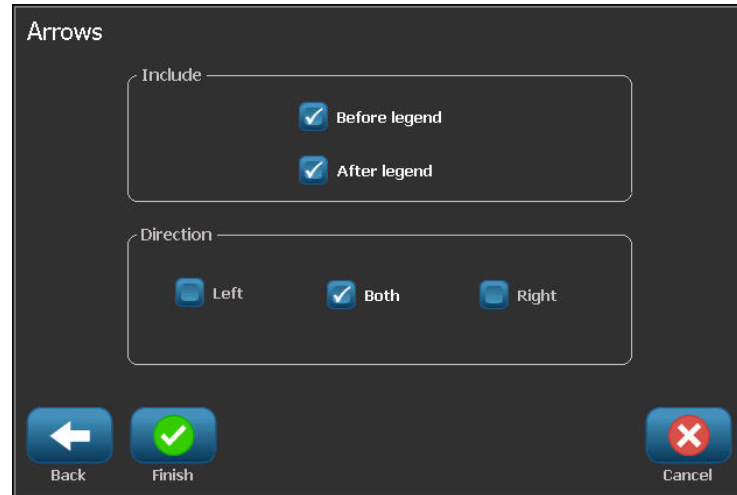 Arrows
Include
Before legend
After legend
Direction
Left Both Right
Back Finish Cancel